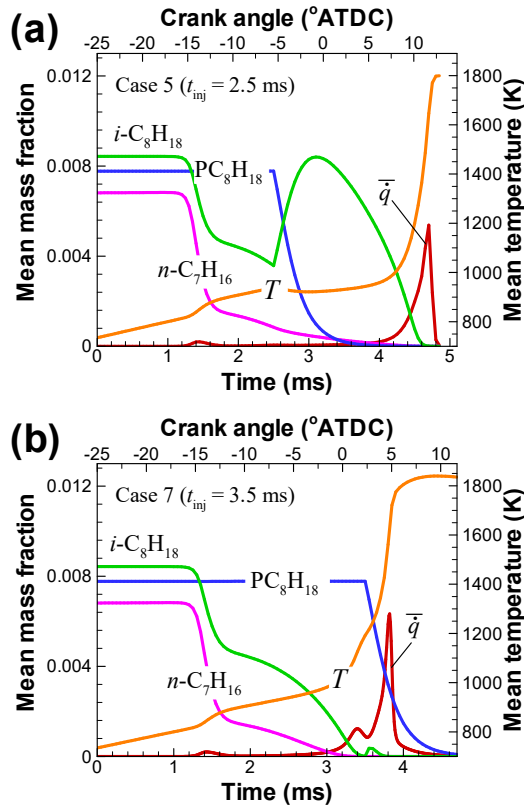 (a)
Crank angle (°ATDC)
-25 -20 -15 -10 -5 0 5 10
Case 5 (t_inj = 2.5 ms)
i-C₈H₁₈
PC₈H₁₈
n-C₇H₁₆
T
q̄̇
Mean mass fraction
0.012
0.008
0.004
0
Mean temperature (K)
1800
1600
1400
1200
1000
800
0 1 2 3 4 5
Time (ms)
(b)
Crank angle (°ATDC)
-25 -20 -15 -10 -5 0 5 10
Case 7 (t_inj = 3.5 ms)
i-C₈H₁₈
PC₈H₁₈
n-C₇H₁₆
T
q̄̇
Mean mass fraction
0.012
0.008
0.004
0
Mean temperature (K)
1800
1600
1400
1200
1000
800
0 1 2 3 4
Time (ms)